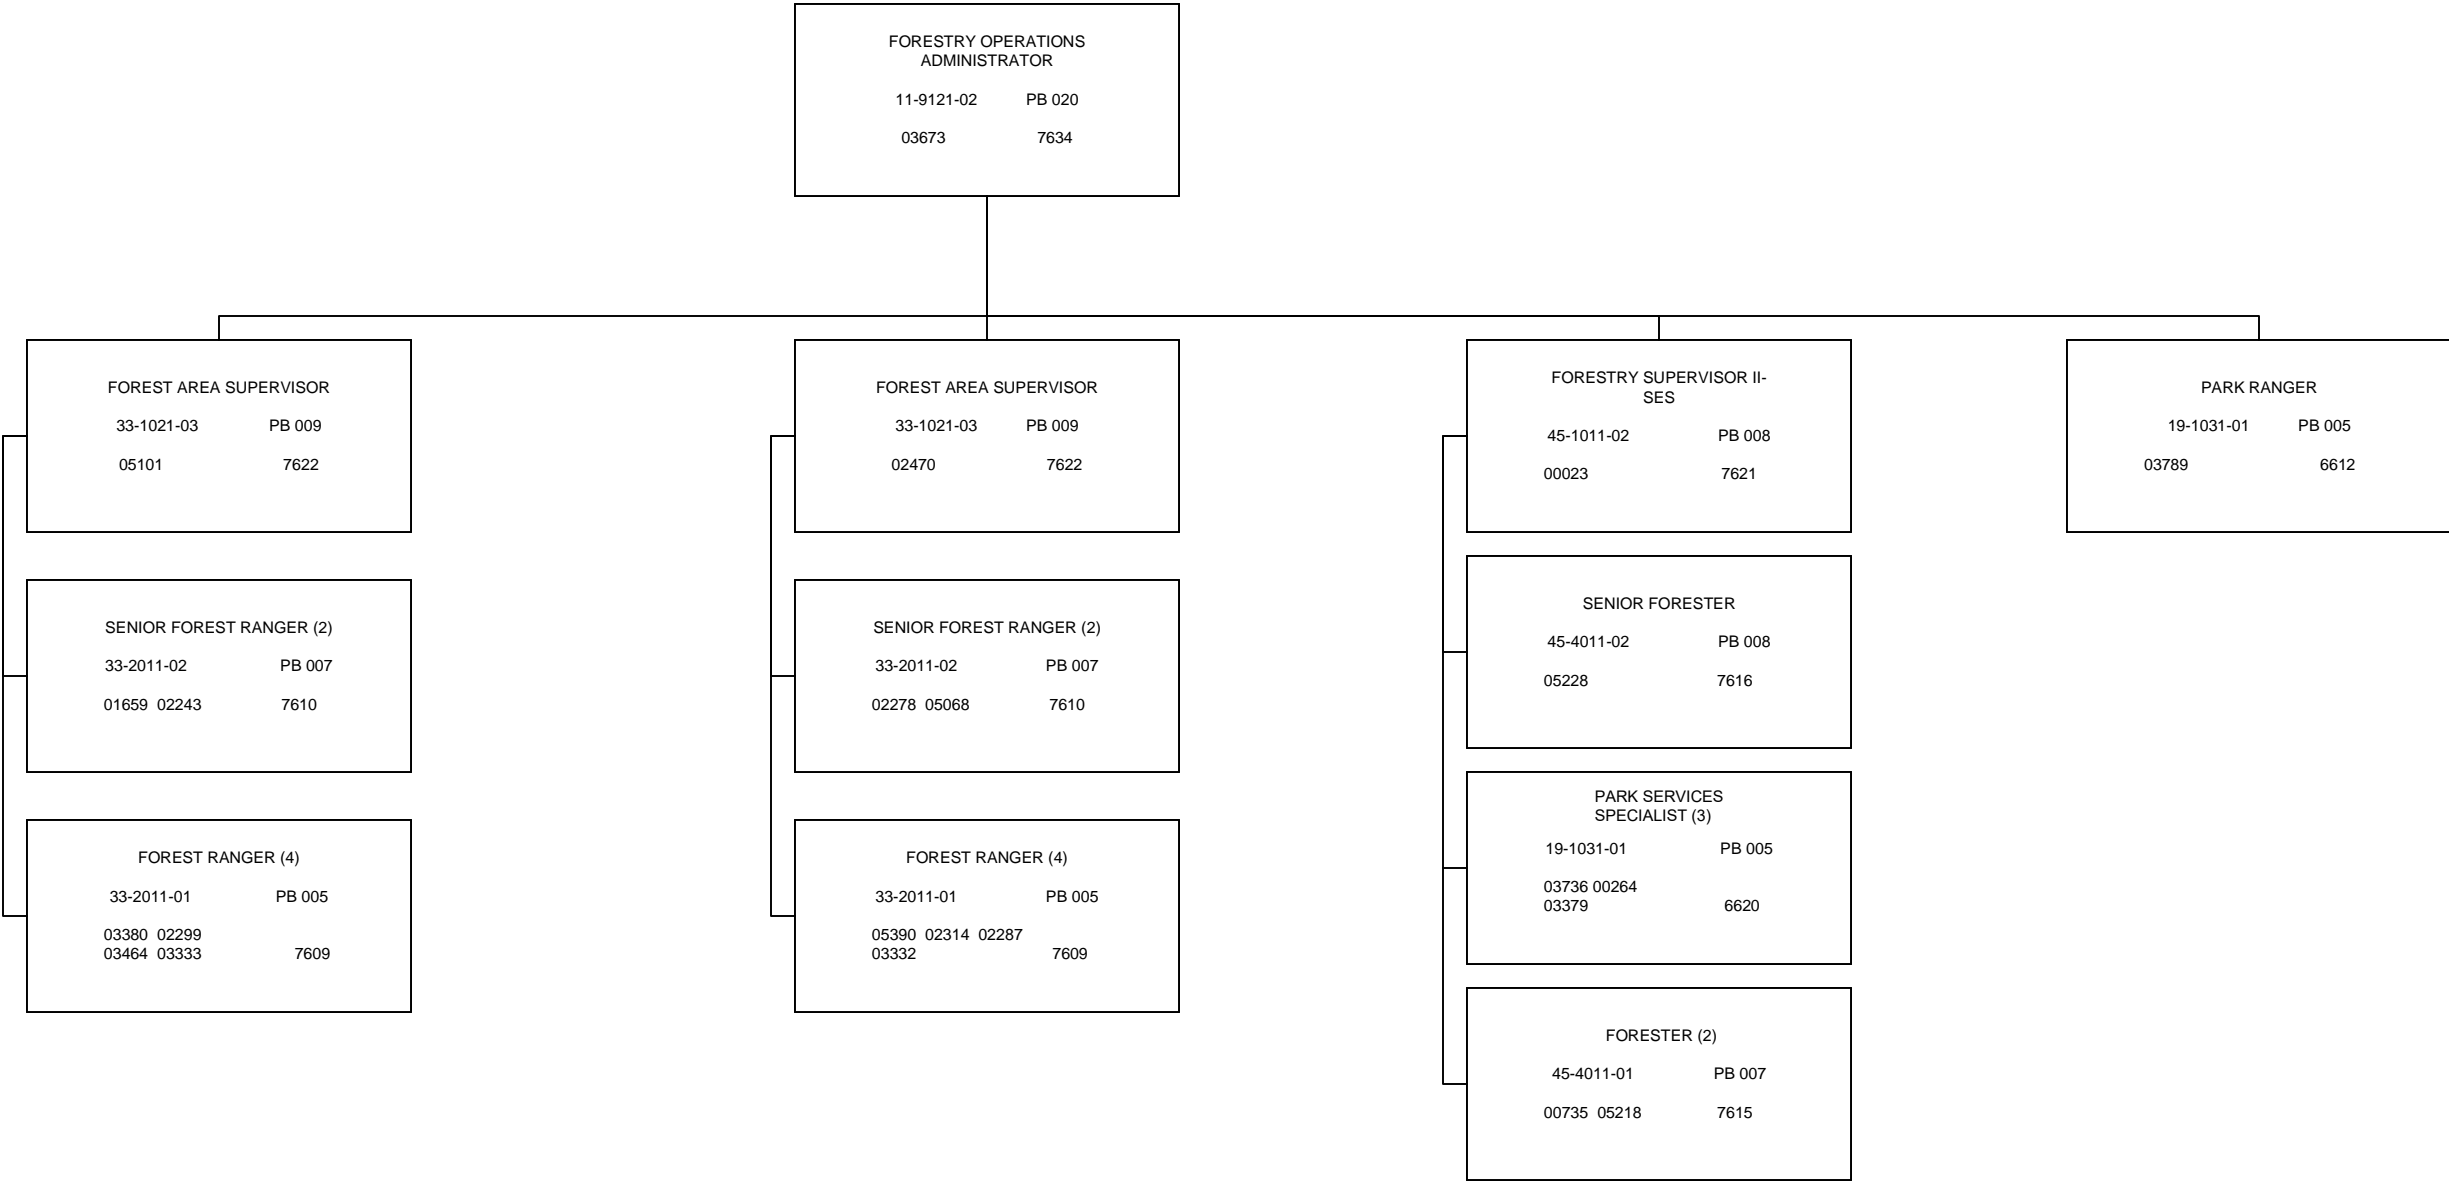 FORESTRY OPERATIONS
ADMINISTRATOR
11-9121-02 PB 020
03673 7634
FOREST AREA SUPERVISOR
33-1021-03 PB 009
05101 7622
SENIOR FOREST RANGER (2)
33-2011-02 PB 007
01659 02243 7610
FOREST RANGER (4)
33-2011-01 PB 005
03380 02299
03464 03333 7609
FOREST AREA SUPERVISOR
33-1021-03 PB 009
02470 7622
SENIOR FOREST RANGER (2)
33-2011-02 PB 007
02278 05068 7610
FOREST RANGER (4)
33-2011-01 PB 005
05390 02314 02287
03332 7609
FORESTRY SUPERVISOR II-
SES
45-1011-02 PB 008
00023 7621
SENIOR FORESTER
45-4011-02 PB 008
05228 7616
PARK SERVICES
SPECIALIST (3)
19-1031-01 PB 005
03736 00264
03379 6620
FORESTER (2)
45-4011-01 PB 007
00735 05218 7615
PARK RANGER
19-1031-01 PB 005
03789 6612